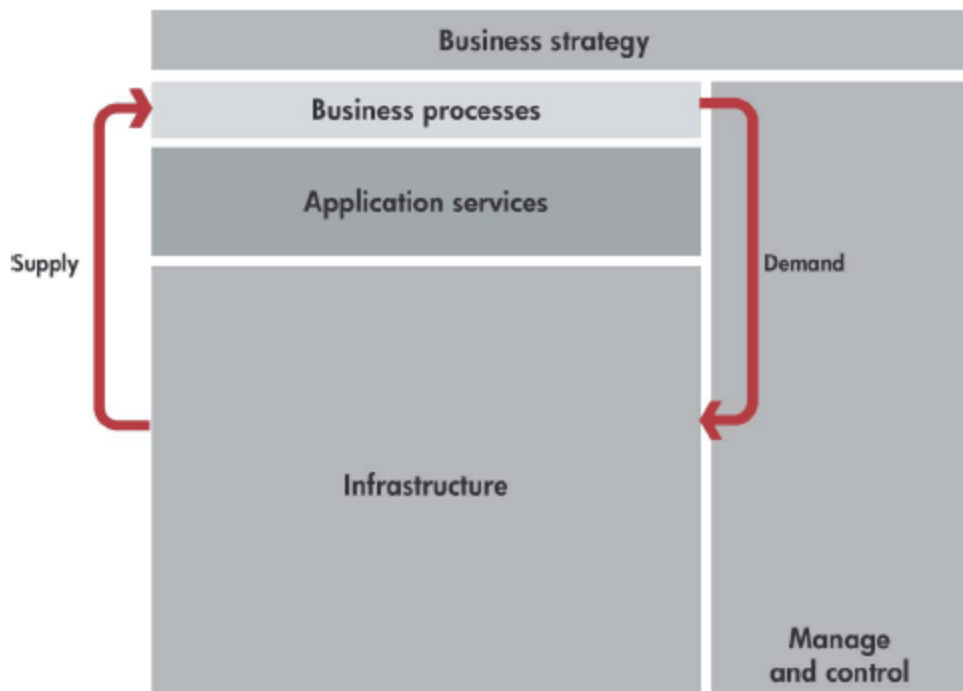 Business strategy
Business processes
Application services
Supply
Demand
Infrastructure
Manage
and control